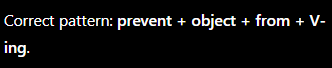 Correct pattern: prevent + object + from + V-
ing.